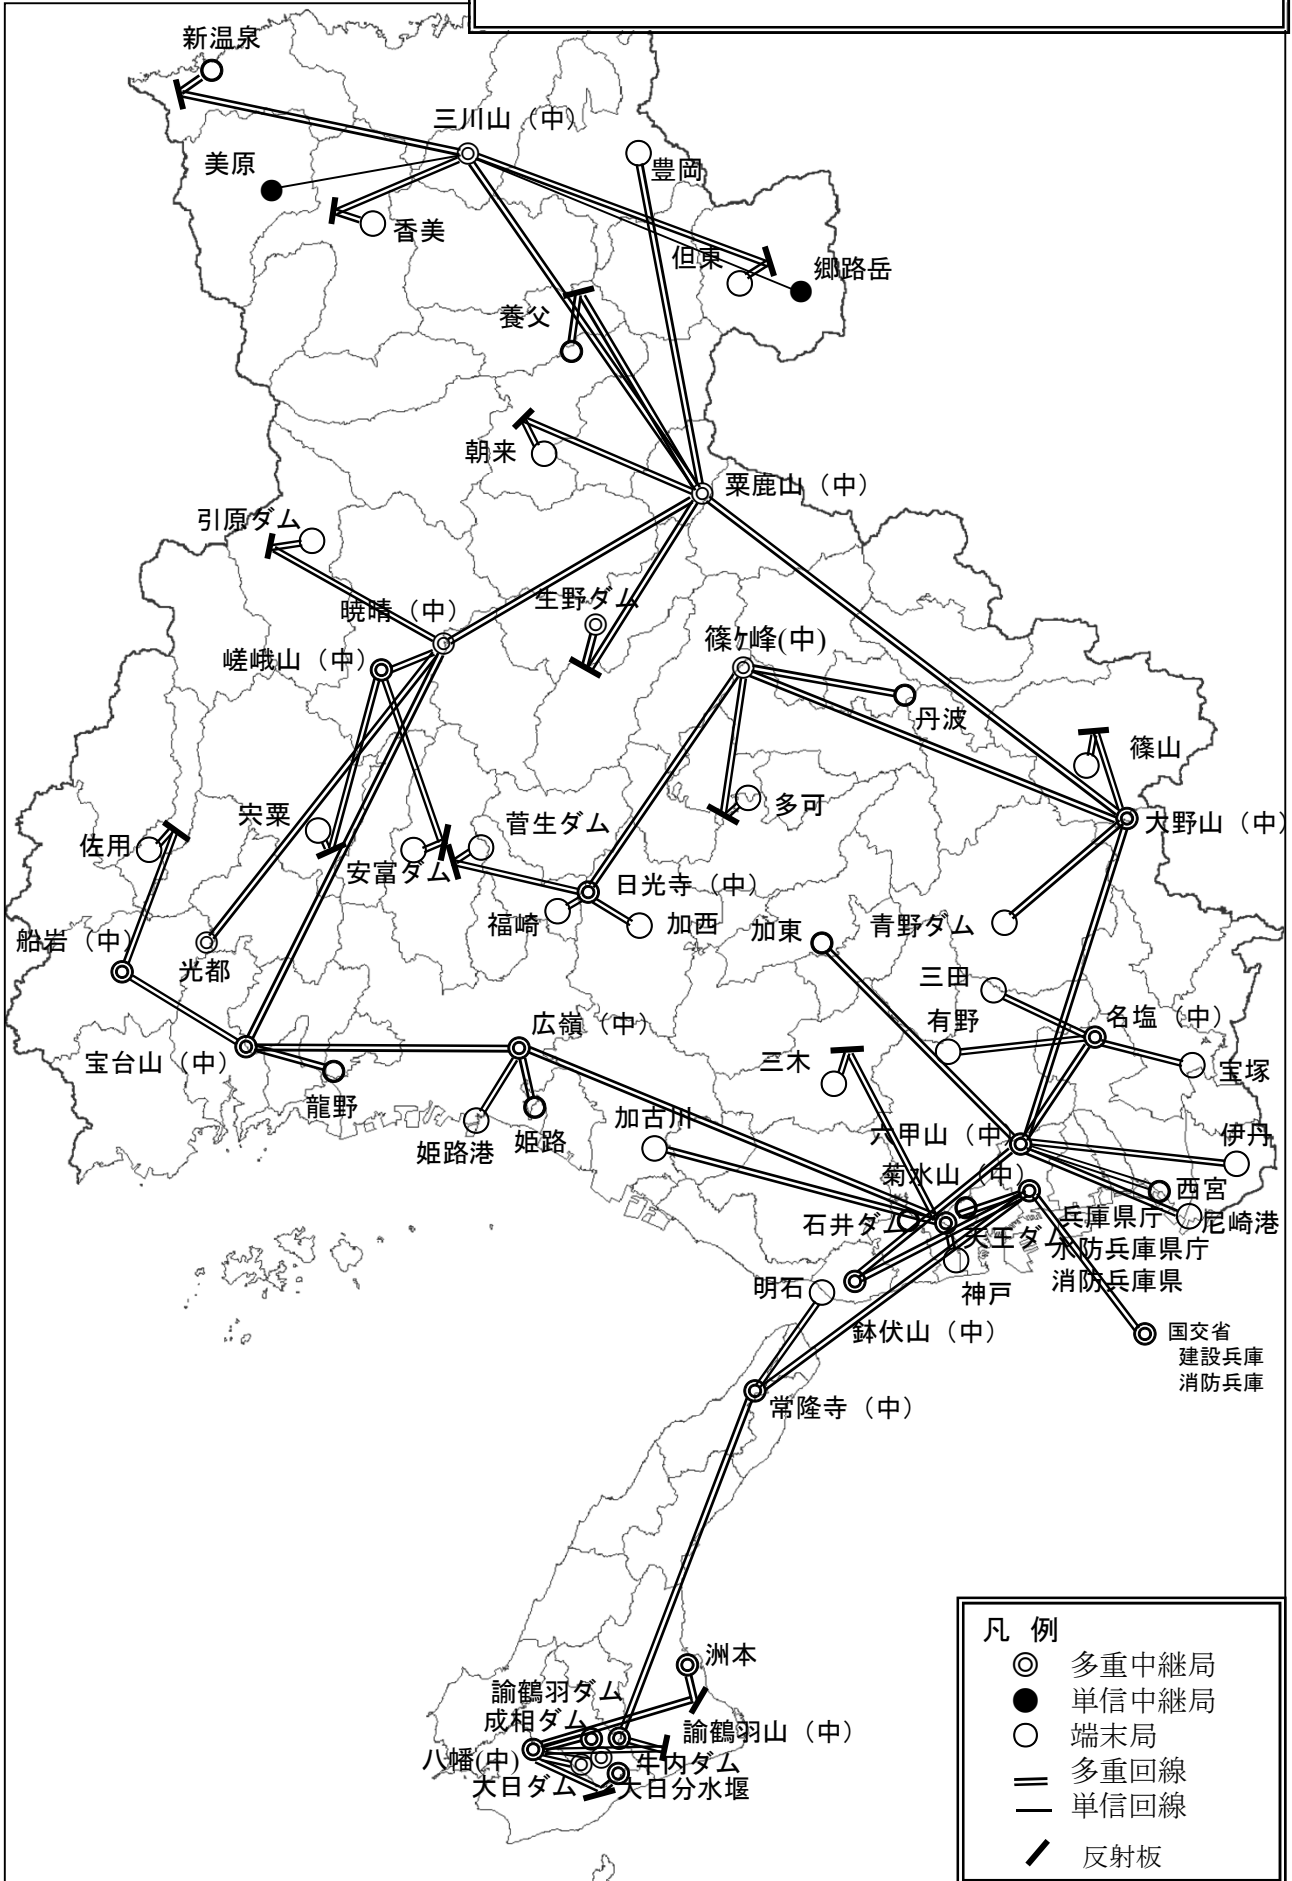 新温泉
三川山（中）
美原
豊岡
香美
但東
郷路岳
養父
朝来
粟鹿山（中）
引原ダム
暁晴（中）
生野ダム
嵯峨山（中）
篠ヶ峰(中)
丹波
篠山
多可
大野山（中）
宍粟
菅生ダム
佐用
安富ダム
日光寺（中）
福崎
加西
加東
青野ダム
船岩（中）
光都
三田
有野
名塩（中）
広嶺（中）
宝台山（中）
三木
宝塚
龍野
加古川
六甲山（中）
伊丹
姫路港
姫路
菊水山（中）
西宮
石井ダム
天王ダム
兵庫県庁
尼崎港
水防兵庫県庁
消防兵庫県
明石
神戸
鉢伏山（中）
国交省
建設兵庫
消防兵庫
常隆寺（中）
洲本
諭鶴羽ダム
成相ダム
諭鶴羽山（中）
八幡(中)
牛内ダム
大日ダム
大日分水堰
凡 例
多重中継局
単信中継局
端末局
多重回線
単信回線
反射板